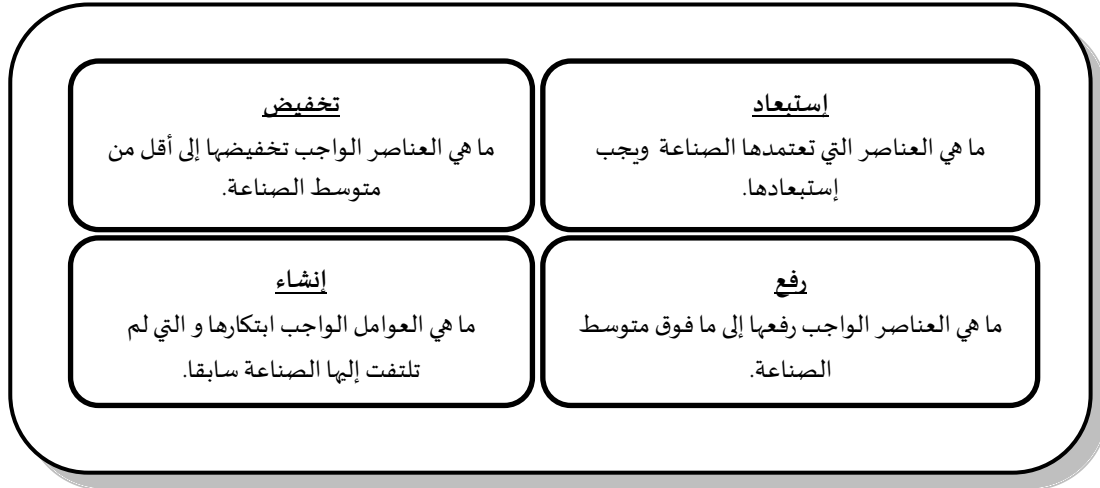 إستبعاد
ما هي العناصر التي تعتمدها الصناعة ويجب
إستبعادها.
تخفيض
ما هي العناصر الواجب تخفيضها إلى أقل من
متوسط الصناعة.
رفع
ما هي العناصر الواجب رفعها إلى ما فوق متوسط
الصناعة.
إنشاء
ما هي العوامل الواجب ابتكارها و التي لم
تلتفت إليها الصناعة سابقا.